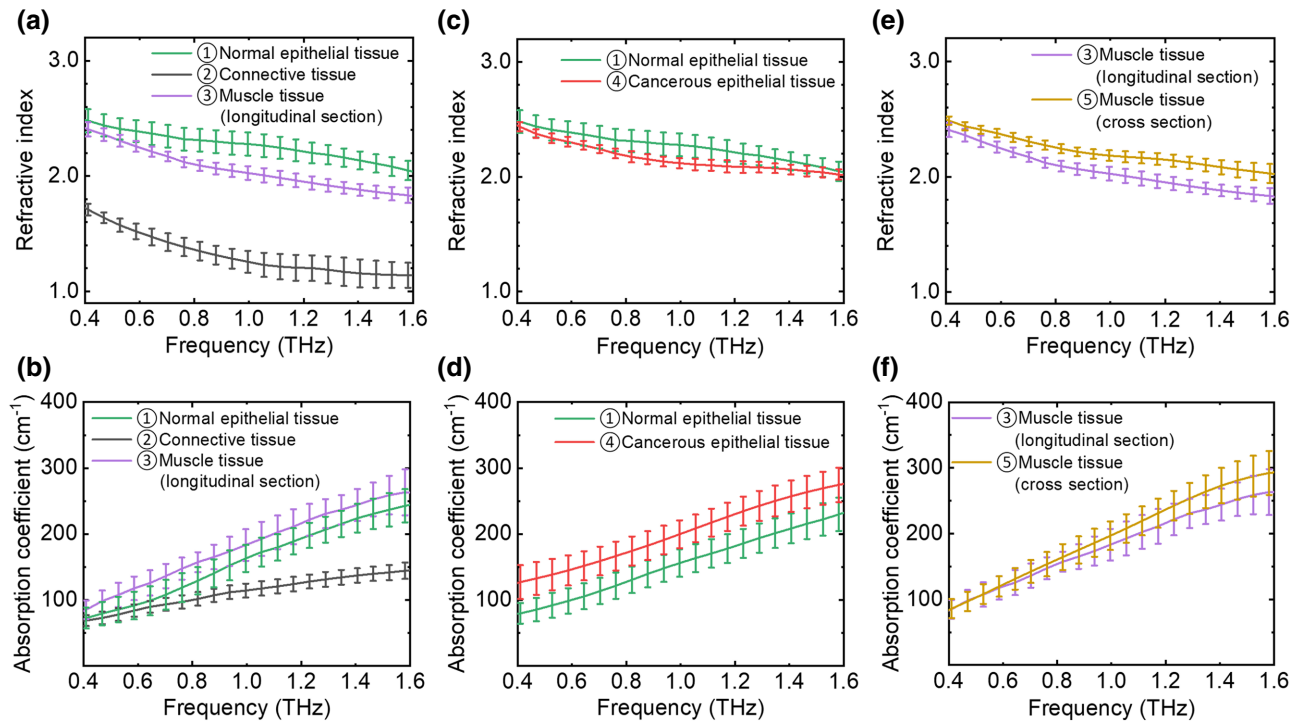 (a)
3.0
2.0
1.0
Refractive index
①Normal epithelial tissue
②Connective tissue
③Muscle tissue
(longitudinal section)
0.4 0.6 0.8 1.0 1.2 1.4 1.6
Frequency (THz)
(c)
3.0
2.0
1.0
Refractive index
①Normal epithelial tissue
④Cancerous epithelial tissue
0.4 0.6 0.8 1.0 1.2 1.4 1.6
Frequency (THz)
(e)
3.0
2.0
1.0
Refractive index
③Muscle tissue
(longitudinal section)
⑤Muscle tissue
(cross section)
0.4 0.6 0.8 1.0 1.2 1.4 1.6
Frequency (THz)
(b)
400
300
200
100
Absorption coefficient (cm⁻¹)
①Normal epithelial tissue
②Connective tissue
③Muscle tissue
(longitudinal section)
0.4 0.6 0.8 1.0 1.2 1.4 1.6
Frequency (THz)
(d)
400
300
200
100
Absorption coefficient (cm⁻¹)
①Normal epithelial tissue
④Cancerous epithelial tissue
0.4 0.6 0.8 1.0 1.2 1.4 1.6
Frequency (THz)
(f)
400
300
200
100
Absorption coefficient (cm⁻¹)
③Muscle tissue
(longitudinal section)
⑤Muscle tissue
(cross section)
0.4 0.6 0.8 1.0 1.2 1.4 1.6
Frequency (THz)